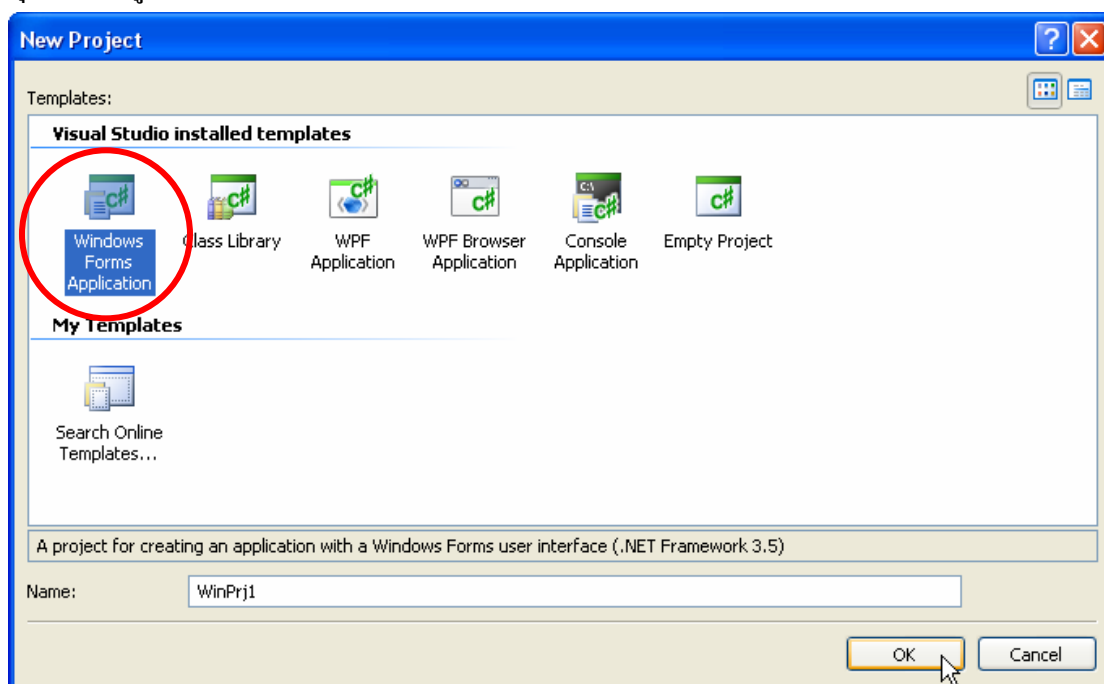 New Project
Templates:
Visual Studio installed templates
Windows Forms Application
Class Library
WPF Application
WPF Browser Application
Console Application
Empty Project
My Templates
Search Online Templates...
A project for creating an application with a Windows Forms user interface (.NET Framework 3.5)
Name: WinPrj1
OK Cancel